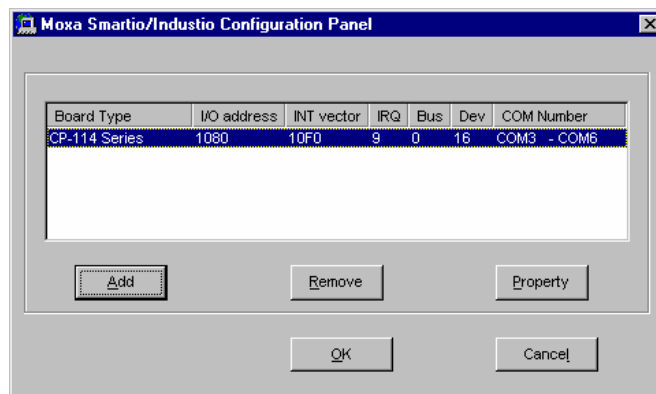 Moxa Smartio/Industio Configuration Panel
Board Type I/O address INT vector IRQ Bus Dev COM Number
CP-114 Series 1080 10F0 9 0 16 COM3 - COM6
Add Remove Property
OK Cancel